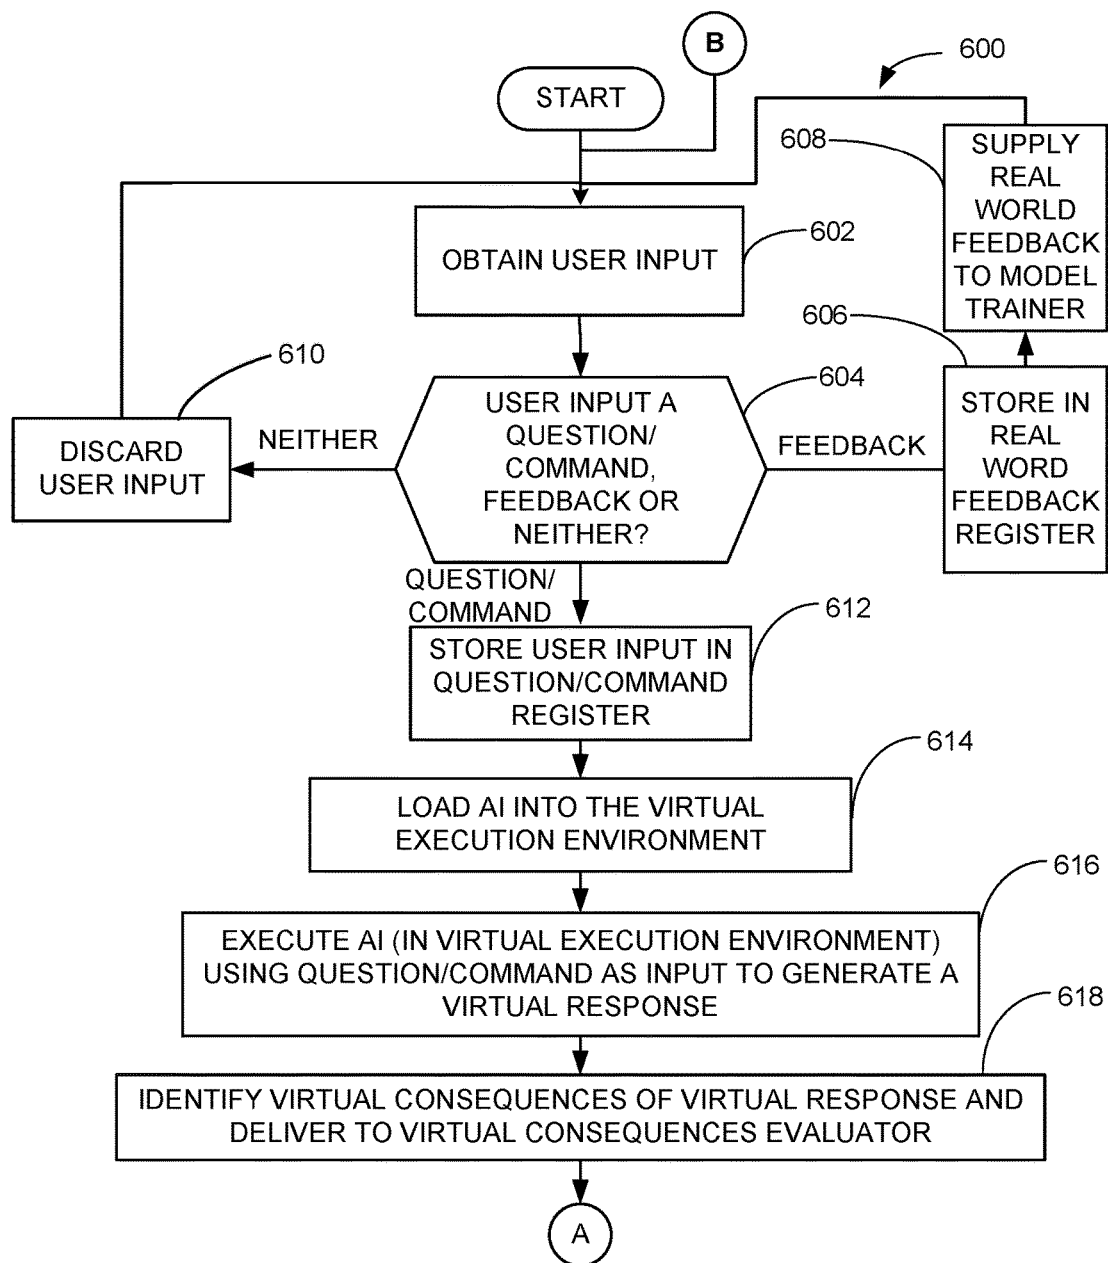 B
600
START
608
SUPPLY
REAL
WORLD
FEEDBACK
TO MODEL
TRAINER
602
OBTAIN USER INPUT
606
610
604
USER INPUT A
QUESTION/
COMMAND,
FEEDBACK OR
NEITHER?
NEITHER
FEEDBACK
DISCARD
USER INPUT
STORE IN
REAL
WORD
FEEDBACK
REGISTER
QUESTION/
COMMAND
612
STORE USER INPUT IN
QUESTION/COMMAND
REGISTER
614
LOAD AI INTO THE VIRTUAL
EXECUTION ENVIRONMENT
616
EXECUTE AI (IN VIRTUAL EXECUTION ENVIRONMENT)
USING QUESTION/COMMAND AS INPUT TO GENERATE A
VIRTUAL RESPONSE
618
IDENTIFY VIRTUAL CONSEQUENCES OF VIRTUAL RESPONSE AND
DELIVER TO VIRTUAL CONSEQUENCES EVALUATOR
A